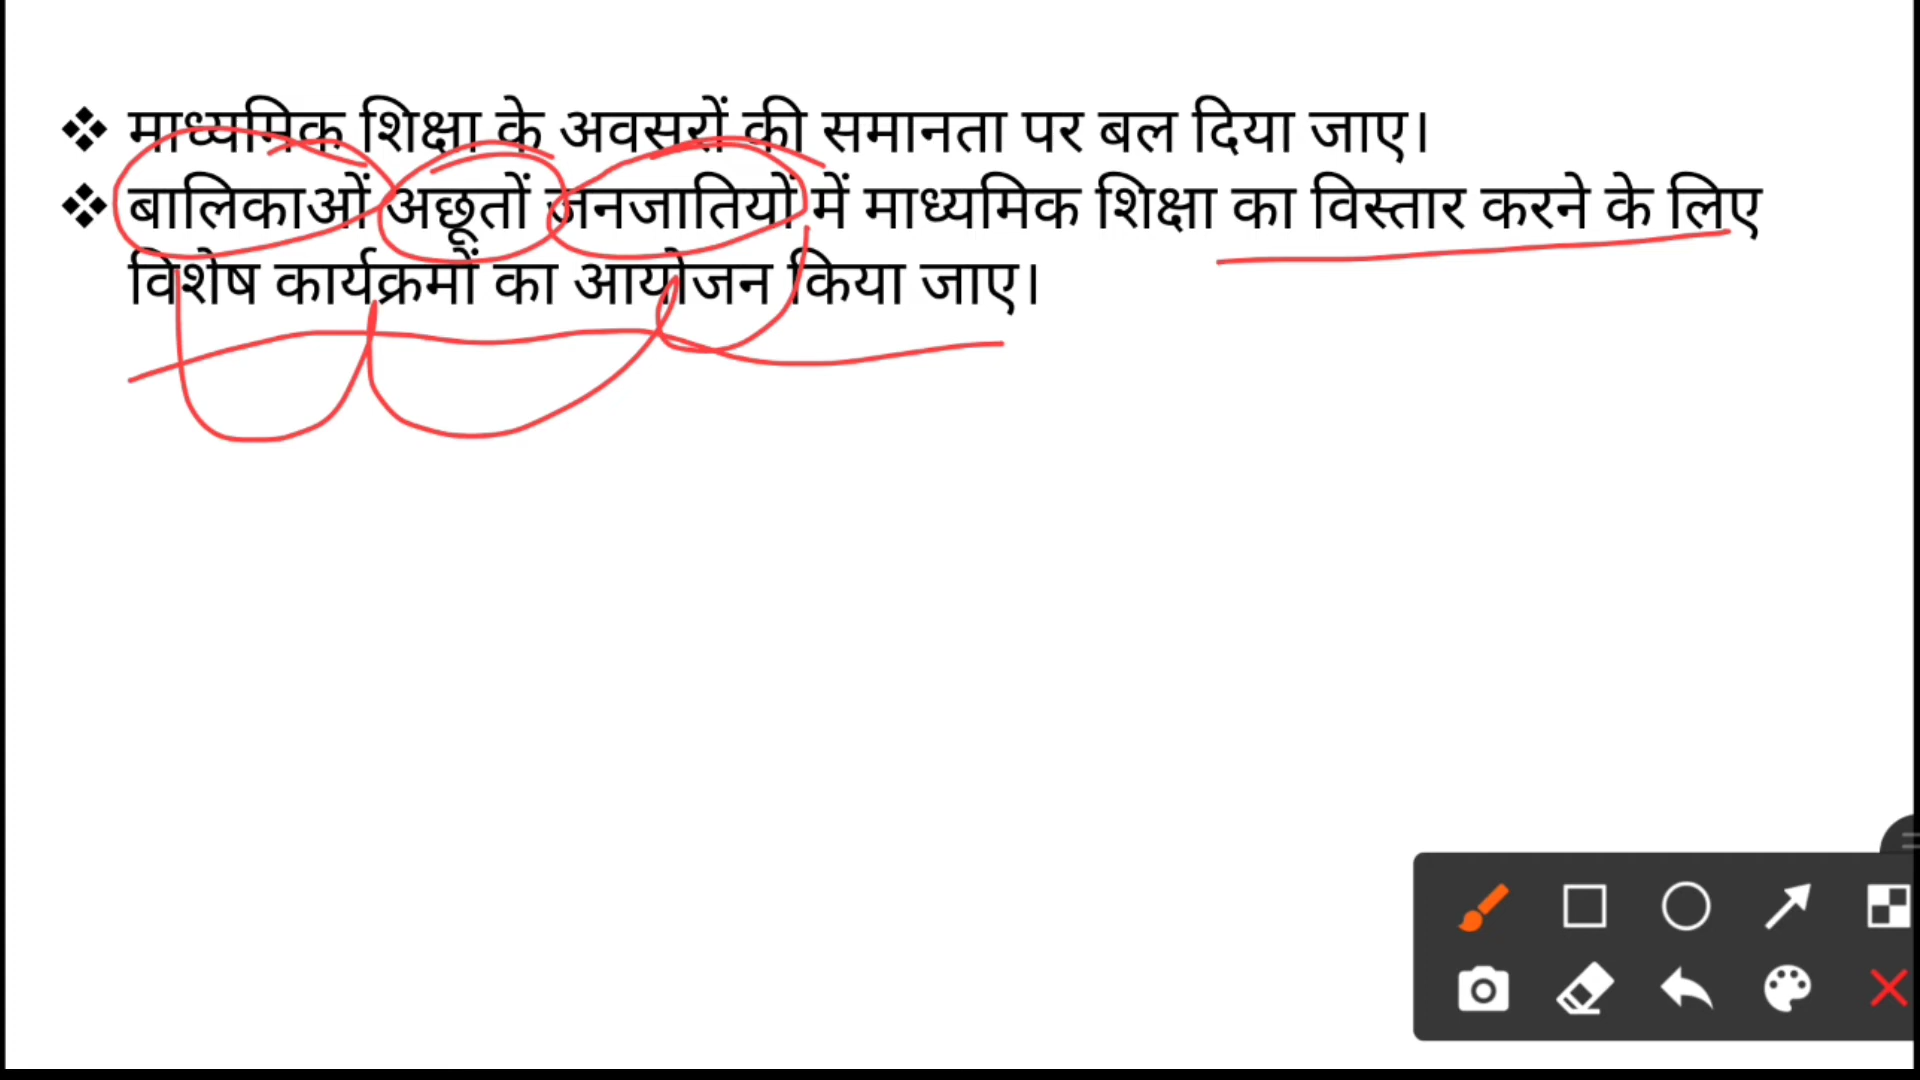 ❖ माध्यमिक शिक्षा के अवसरों की समानता पर बल दिया जाए।
❖ बालिकाओं अछूतों जनजातियों में माध्यमिक शिक्षा का विस्तार करने के लिए
विशेष कार्यक्रमों का आयोजन किया जाए।